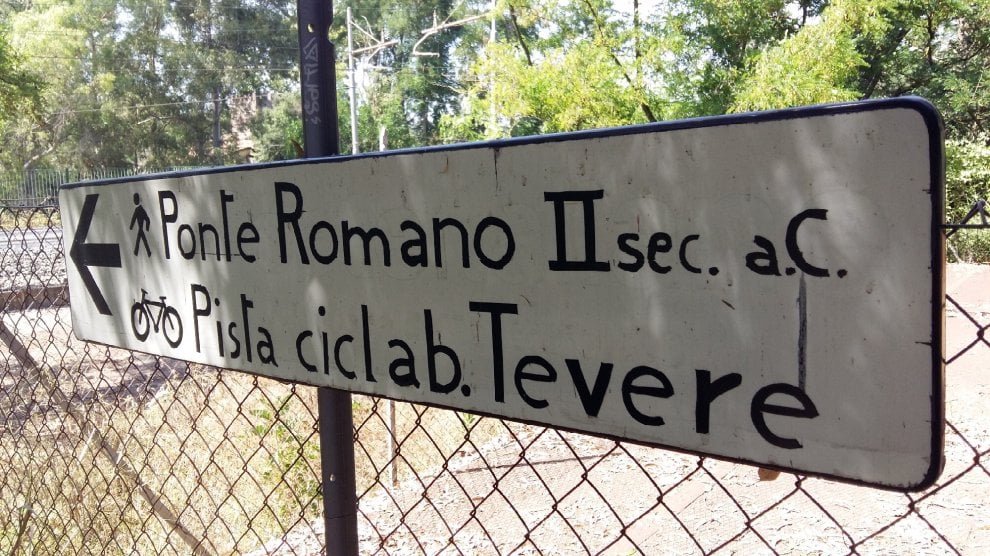 Ponte Romano II sec. a.C.
Pista ciclab. Tevere